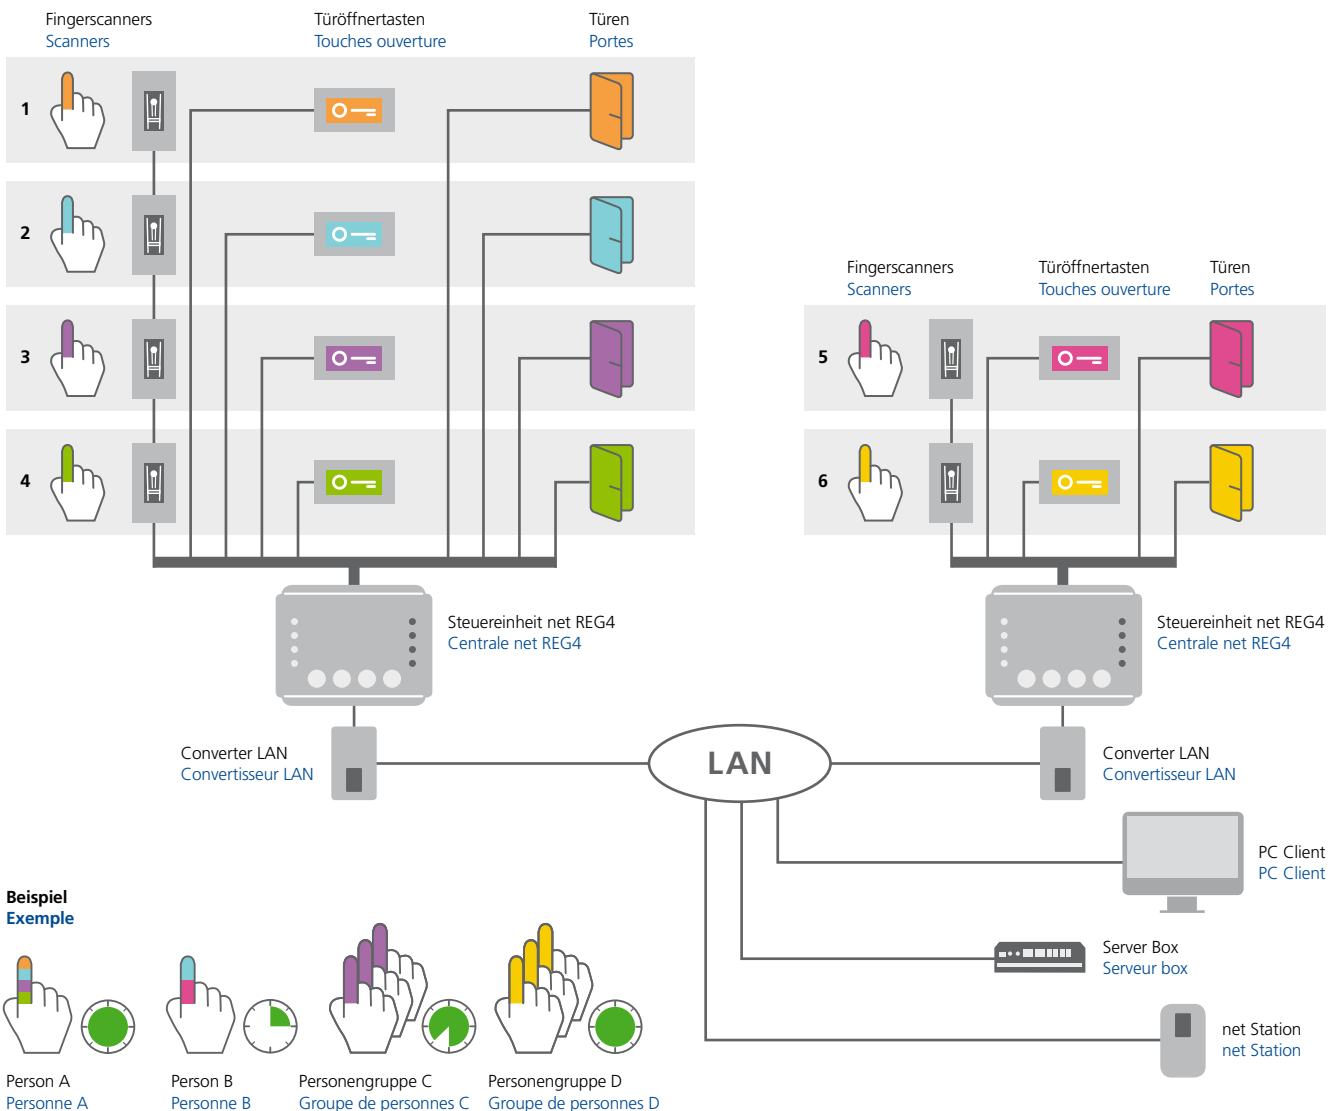 Fingerscanners
Scanners
Türöffnertasten
Touches ouverture
Türen
Portes
1
2
3
4
Fingerscanners
Scanners
Türöffnertasten
Touches ouverture
Türen
Portes
5
6
Steuereinheit net REG4
Centrale net REG4
Steuereinheit net REG4
Centrale net REG4
Converter LAN
Convertisseur LAN
LAN
Converter LAN
Convertisseur LAN
PC Client
PC Client
Server Box
Serveur box
net Station
net Station
Beispiel
Exemple
Person A
Personne A
Person B
Personne B
Personengruppe C
Groupe de personnes C
Personengruppe D
Groupe de personnes D